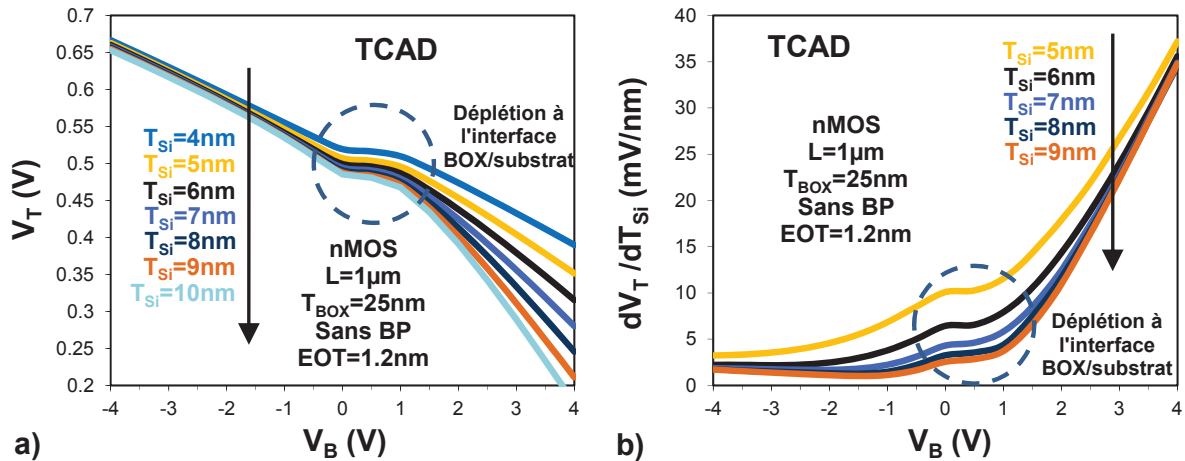 TCAD
Déplétion à
l'interface
BOX/substrat
T_Si=4nm
T_Si=5nm
T_Si=6nm
T_Si=7nm
T_Si=8nm
T_Si=9nm
T_Si=10nm
nMOS
L=1µm
T_BOX=25nm
Sans BP
EOT=1.2nm
V_T (V)
0.7
0.65
0.6
0.55
0.5
0.45
0.4
0.35
0.3
0.25
0.2
-4 -3 -2 -1 0 1 2 3 4
V_B (V)
a)
TCAD
T_Si=5nm
T_Si=6nm
T_Si=7nm
T_Si=8nm
T_Si=9nm
nMOS
L=1µm
T_BOX=25nm
Sans BP
EOT=1.2nm
Déplétion à
l'interface
BOX/substrat
dV_T/dT_Si (mV/V/nm)
40
35
30
25
20
15
10
5
0
-4 -3 -2 -1 0 1 2 3 4
V_B (V)
b)